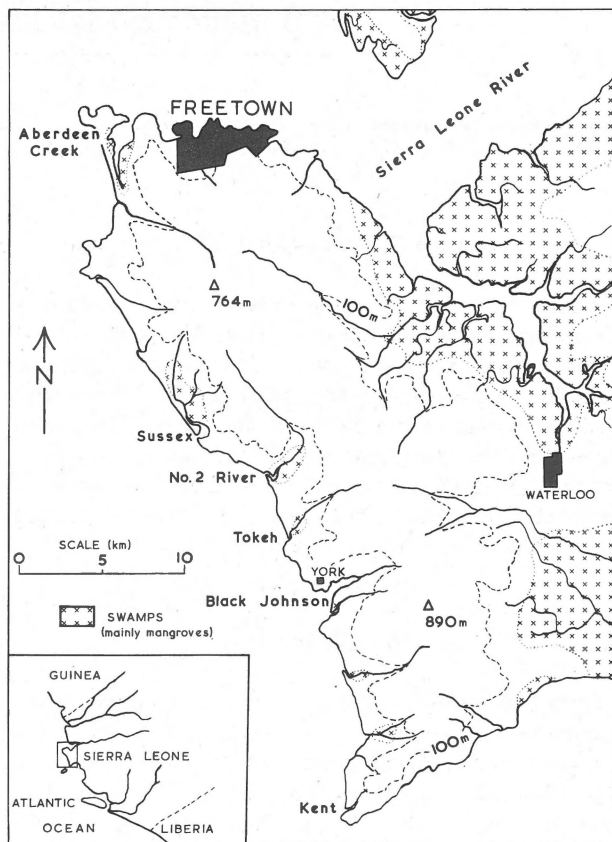 FREETOWN
Aberdeen
Creek
Sierra Leone River
764m
100m
N
Sussex
No.2 River
WATERLOO
Tokeh
SCALE (km)
0 5 10
YORK
Black Johnson
890m
SWAMPS
(mainly mangroves)
100m
Kent
GUINEA
SIERRA LEONE
ATLANTIC
OCEAN
LIBERIA